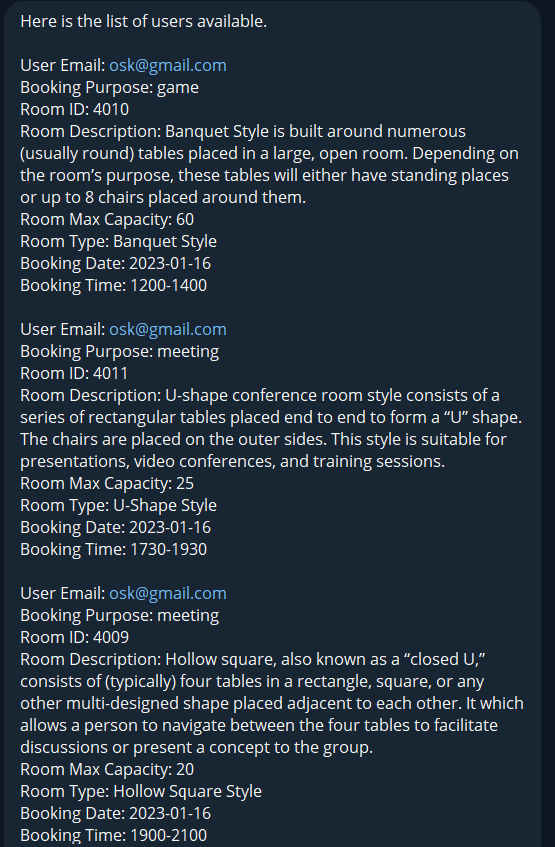 Here is the list of users available.
User Email: osk@gmail.com
Booking Purpose: game
Room ID: 4010
Room Description: Banquet Style is built around numerous
(usually round) tables placed in a large, open room. Depending on
the room’s purpose, these tables will either have standing places
or up to 8 chairs placed around them.
Room Max Capacity: 60
Room Type: Banquet Style
Booking Date: 2023-01-16
Booking Time: 1200-1400
User Email: osk@gmail.com
Booking Purpose: meeting
Room ID: 4011
Room Description: U-shape conference room style consists of a
series of rectangular tables placed end to end to form a “U” shape.
The chairs are placed on the outer sides. This style is suitable for
presentations, video conferences, and training sessions.
Room Max Capacity: 25
Room Type: U-Shape Style
Booking Date: 2023-01-16
Booking Time: 1730-1930
User Email: osk@gmail.com
Booking Purpose: meeting
Room ID: 4009
Room Description: Hollow square, also known as a “closed U,”
consists of (typically) four tables in a rectangle, square, or any
other multi-designed shape placed adjacent to each other. It which
allows a person to navigate between the four tables to facilitate
discussions or present a concept to the group.
Room Max Capacity: 20
Room Type: Hollow Square Style
Booking Date: 2023-01-16
Booking Time: 1900-2100